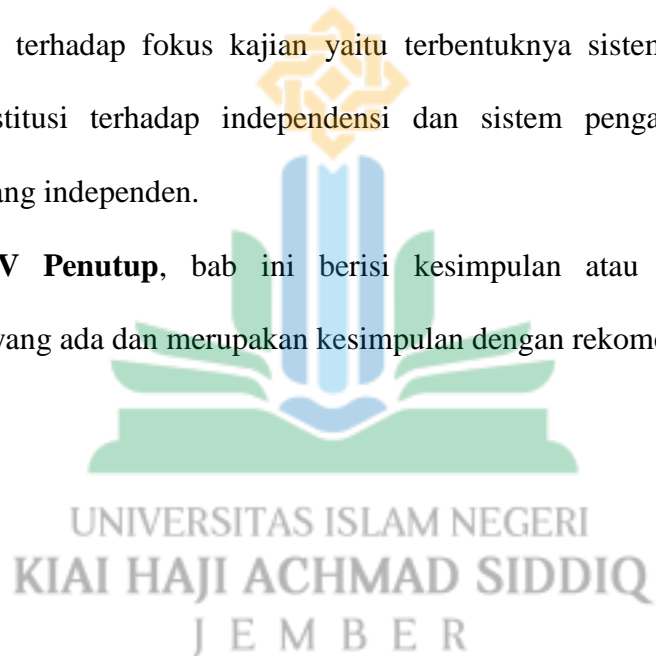 terhadap fokus kajian yaitu terbentuknya sistem
stitusi terhadap independensi dan sistem penga
ang independen.
V Penutup, bab ini berisi kesimpulan atau
yang ada dan merupakan kesimpulan dengan rekome
UNIVERSITAS ISLAM NEGERI
KIAI HAJI ACHMAD SIDDIQ
JEMBER